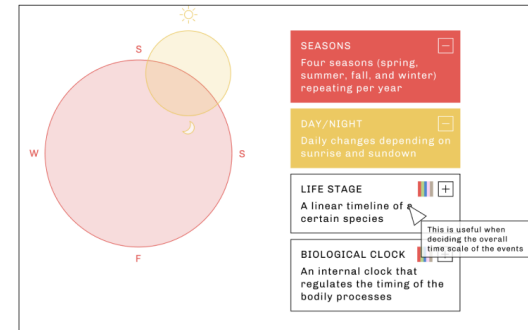 S
W
S
F
SEASONS
Four seasons (spring,
summer, fall, and winter)
repeating per year
DAY/NIGHT
Daily changes depending on
sunrise and sundown
LIFE STAGE
A linear timeline of
certain species
This is useful when
deciding the overall
time scale of the events
BIOLOGICAL CLOCK
An internal clock that
regulates the timing of the
bodily processes